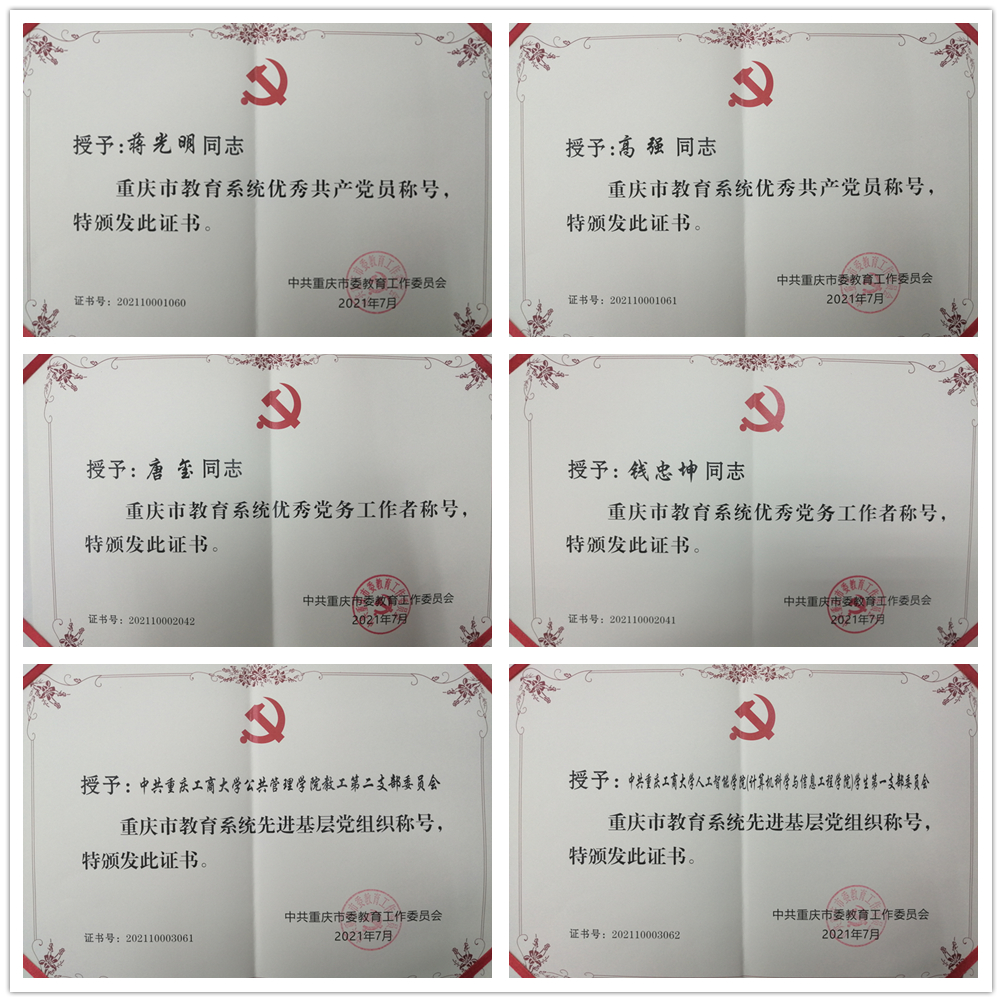 授予:蒋光明同志
重庆市教育系统优秀共产党员称号,
特颁发此证书。
中共重庆市委教育工作委员会
证书号: 202110001060
2021年7月
授予:高强同志
重庆市教育系统优秀共产党员称号,
特颁发此证书。
中共重庆市委教育工作委员会
证书号: 202110001061
2021年7月
授予: 唐玺同志
重庆市教育系统优秀党务工作者称号,
特颁发此证书。
中共重庆市委教育工作委员会
证书号: 202110002042
2021年7月
授予: 钱忠坤同志
重庆市教育系统优秀党务工作者称号,
特颁发此证书。
中共重庆市委教育工作委员会
证书号: 202110002041
2021年7月
授予: 中共重庆工商大学公共管理学院教工第二支部委员会
重庆市教育系统先进基层党组织称号,
特颁发此证书。
中共重庆市委教育工作委员会
证书号: 202110003061
2021年7月
授予: 中共重庆工商大学人工智能学院(计算机科学与信息工程学院)学生第一支部委员会
重庆市教育系统先进基层党组织称号,
特颁发此证书。
中共重庆市委教育工作委员会
证书号: 202110003062
2021年7月